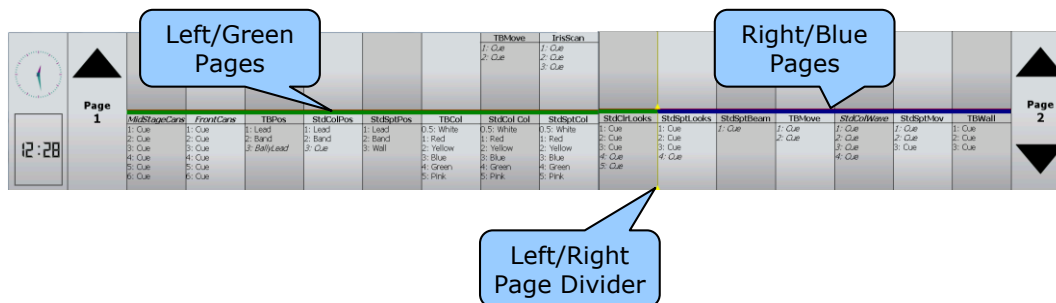 Left/Green
Pages
Right/Blue
Pages
TBMove
1: Cue
2: Cue
IrisScan
1: Cue
2: Cue
3: Cue
Page
1
Page
2
12:28
MidStageCans
1: Cue
2: Cue
3: Cue
4: Cue
5: Cue
6: Cue
FrontCans
1: Cue
2: Cue
3: Cue
4: Cue
5: Cue
6: Cue
TBPos
1: Lead
2: Band
3: BallyLead
StdColPos
1: Lead
2: Band
3: Cue
StdSptPos
1: Lead
2: Band
3: Wall
TBCol
0.5: White
1: Red
2: Yellow
3: Blue
4: Green
5: Pink
StdCol Col
0.5: White
1: Red
2: Yellow
3: Blue
4: Green
5: Pink
StdSptCol
0.5: White
1: Red
2: Yellow
3: Blue
4: Green
5: Pink
StdClrLooks
1: Cue
2: Cue
3: Cue
4: Cue
5: Cue
StdSptLooks
1: Cue
2: Cue
3: Cue
4: Cue
StdSptBeam
1: Cue
TBMove
1: Cue
2: Cue
StdColWave
1: Cue
2: Cue
3: Cue
4: Cue
StdSptMov
1: Cue
2: Cue
3: Cue
TBWall
1: Cue
2: Cue
3: Cue
Left/Right
Page Divider